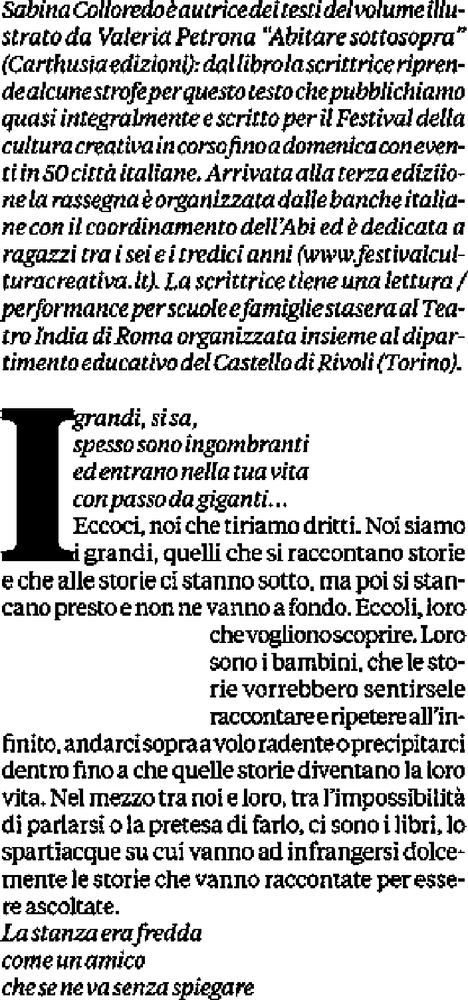 Sabina Colloredo è autrice dei testi del volume illu-
strato da Valeria Petrona “Abitare sottosopra”
(Carthusia edizioni): dal libro la scrittrice ripren-
de alcune strofe per questo testo che pubblichiamo
quasi integralmente e scritto per il Festival della
cultura creativa in corso fino a domenica con even-
ti in 50 città italiane. Arrivata alla terza ediziio-
ne la rassegna è organizzata dalle banche italia-
ne con il coordinamento dell’Abi ed è dedicata a
ragazzi tra i sei e i tredici anni (www.festivalcul-
turacreativa.it). La scrittrice tiene una lettura /
performance per scuole e famiglie stasera al Tea-
tro India di Roma organizzata insieme al dipar-
timento educativo del Castello di Rivoli (Torino).
I grandi, si sa,
spesso sono ingombranti
ed entrano nella tua vita
con passo da giganti...
Eccoci, noi che tiriamo dritti. Noi siamo
i grandi, quelli che si raccontano storie
e che alle storie ci stanno sotto, ma poi si stan-
cano presto e non ne vanno a fondo. Eccoli, loro
che vogliono scoprire. Loro
sono i bambini, che le sto-
rie vorrebbero sentirsele
raccontare e ripetere all’in-
finito, andarci sopra a volo radente o precipitarci
dentro fino a che quelle storie diventano la loro
vita. Nel mezzo tra noi e loro, tra l’impossibilità
di parlarsi o la pretesa di farlo, ci sono i libri, lo
spartiacque su cui vanno ad infrangersi dolce-
mente le storie che vanno raccontate per esse-
re ascoltate.
La stanza era fredda
come un amico
che se ne va senza spiegare